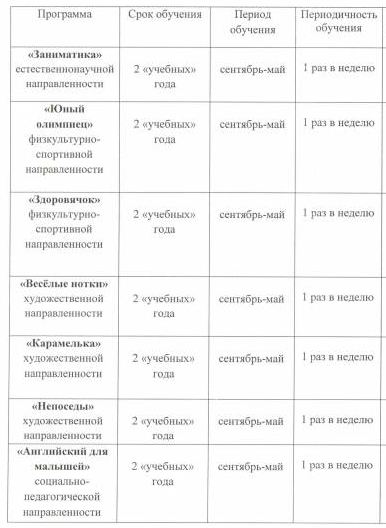 Программа Срок обучения Период обучения Периодичность обучения
«Заниматика»
естественнонаучной
направленности
2 «учебных»
года
сентябрь-май
1 раз в неделю
«Юный
олимпиец»
физкультурно-
спортивной
направленности
2 «учебных»
года
сентябрь-май
1 раз в неделю
«Здоровячок»
физкультурно-
спортивной
направленности
2 «учебных»
года
сентябрь-май
1 раз в неделю
«Весёлые нотки»
художественной
направленности
2 «учебных»
года
сентябрь-май
1 раз в неделю
«Карамелька»
художественной
направленности
2 «учебных»
года
сентябрь-май
1 раз в неделю
«Непоседы»
художественной
направленности
2 «учебных»
года
сентябрь-май
1 раз в неделю
«Английский для
малышей»
социально-
педагогической
направленности
2 «учебных»
года
сентябрь-май
1 раз в неделю